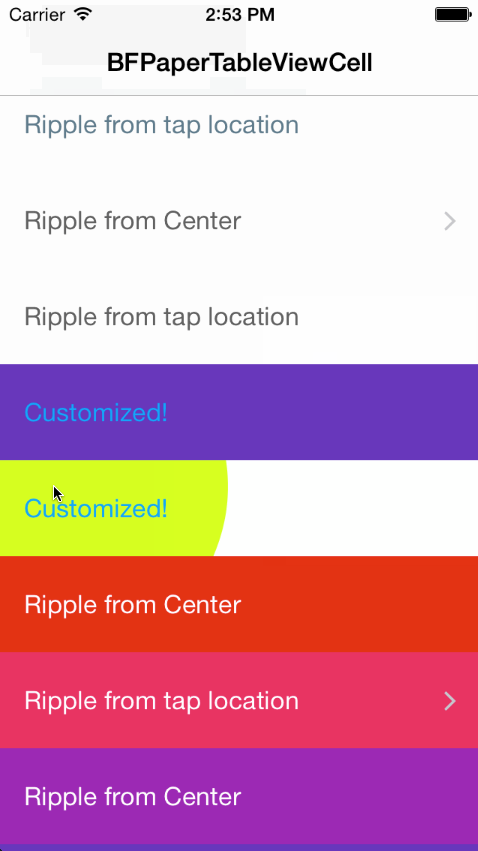 Carrier 2:53 PM
BFPaperTableViewCell
Ripple from tap location
Ripple from Center
Ripple from tap location
Customized!
Customized!
Ripple from Center
Ripple from tap location
Ripple from Center